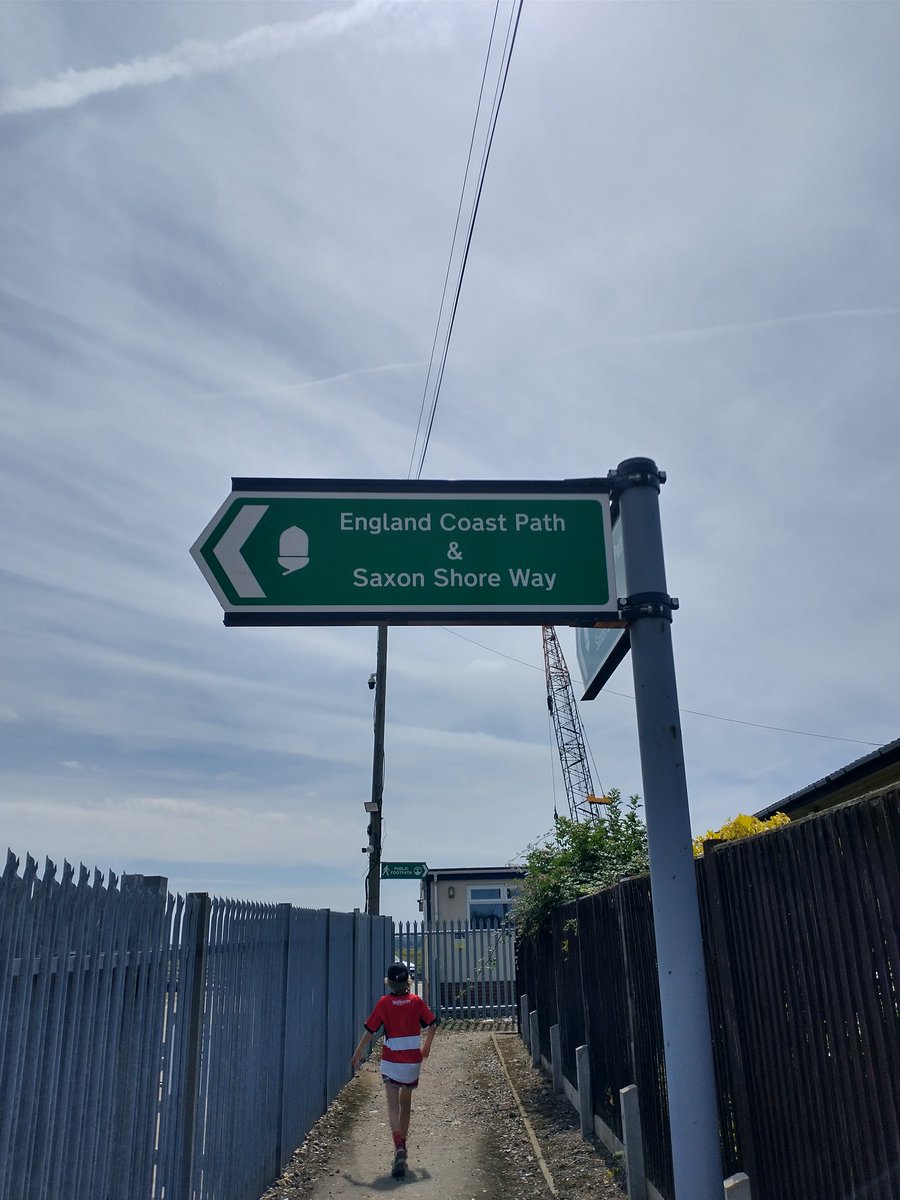 England Coast Path
&
Saxon Shore Way
PUBLIC
FOOTPATH